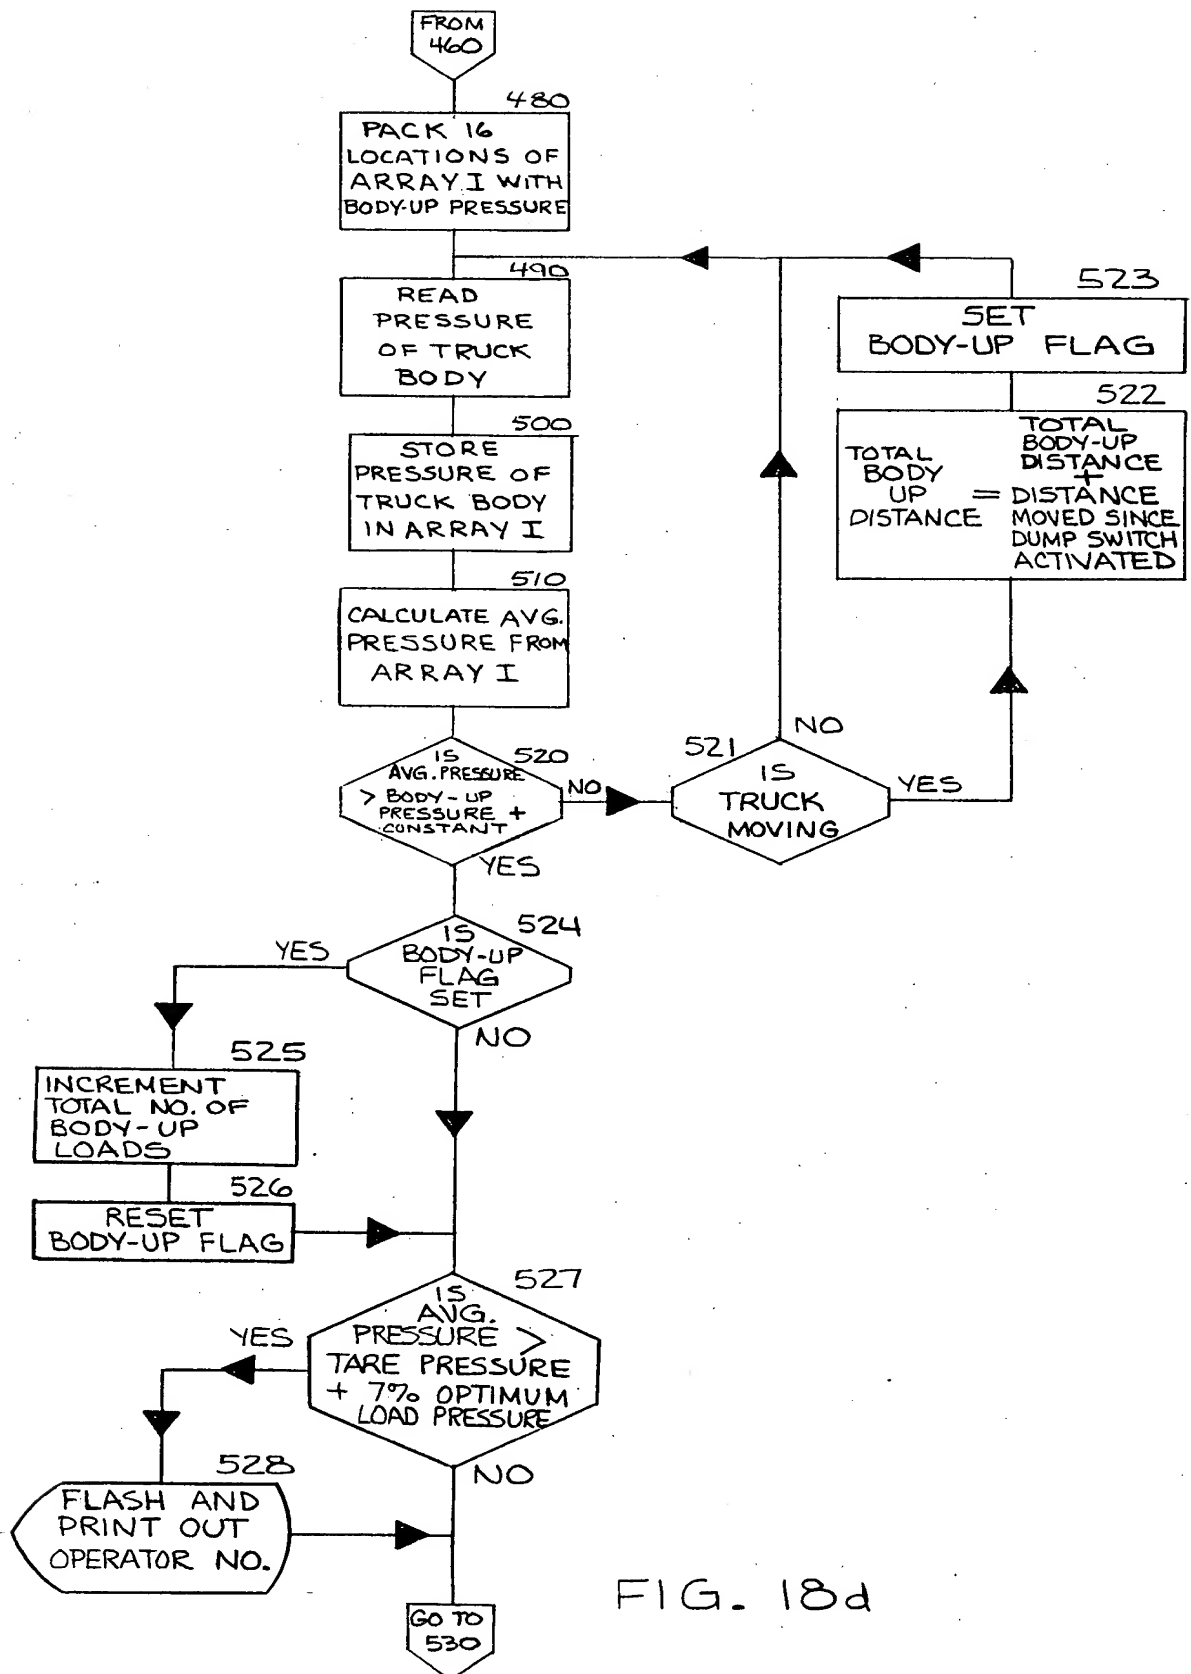 FROM
460
480
PACK 16
LOCATIONS OF
ARRAY I WITH
BODY-UP PRESSURE
490
READ
PRESSURE
OF TRUCK
BODY
500
STORE
PRESSURE OF
TRUCK BODY
IN ARRAY I
510
CALCULATE AVG.
PRESSURE FROM
ARRAY I
520
IS
AVG. PRESSURE
> BODY-UP
PRESSURE +
CONSTANT
NO
YES
521
IS
TRUCK
MOVING
NO
YES
522
TOTAL
BODY
UP
DISTANCE
=
TOTAL
BODY-UP
DISTANCE
+
DISTANCE
MOVED SINCE
DUMP SWITCH
ACTIVATED
523
SET
BODY-UP FLAG
524
IS
BODY-UP
FLAG
SET
YES
NO
525
INCREMENT
TOTAL NO. OF
BODY-UP
LOADS
526
RESET
BODY-UP FLAG
527
IS
AVG.
PRESSURE >
TARE PRESSURE
+ 7% OPTIMUM
LOAD PRESSURE
YES
NO
528
FLASH AND
PRINT OUT
OPERATOR NO.
GO TO
530
FIG. 18d